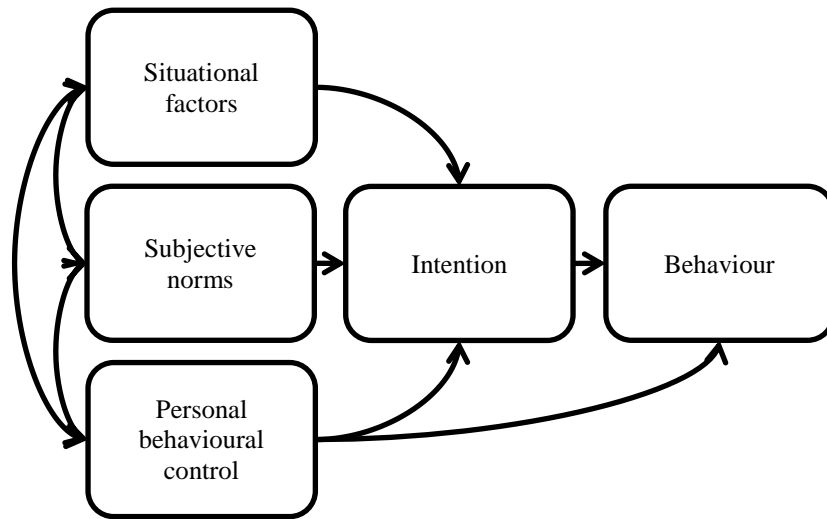 Situational
factors
Subjective
norms
Intention
Behaviour
Personal
behavioural
control